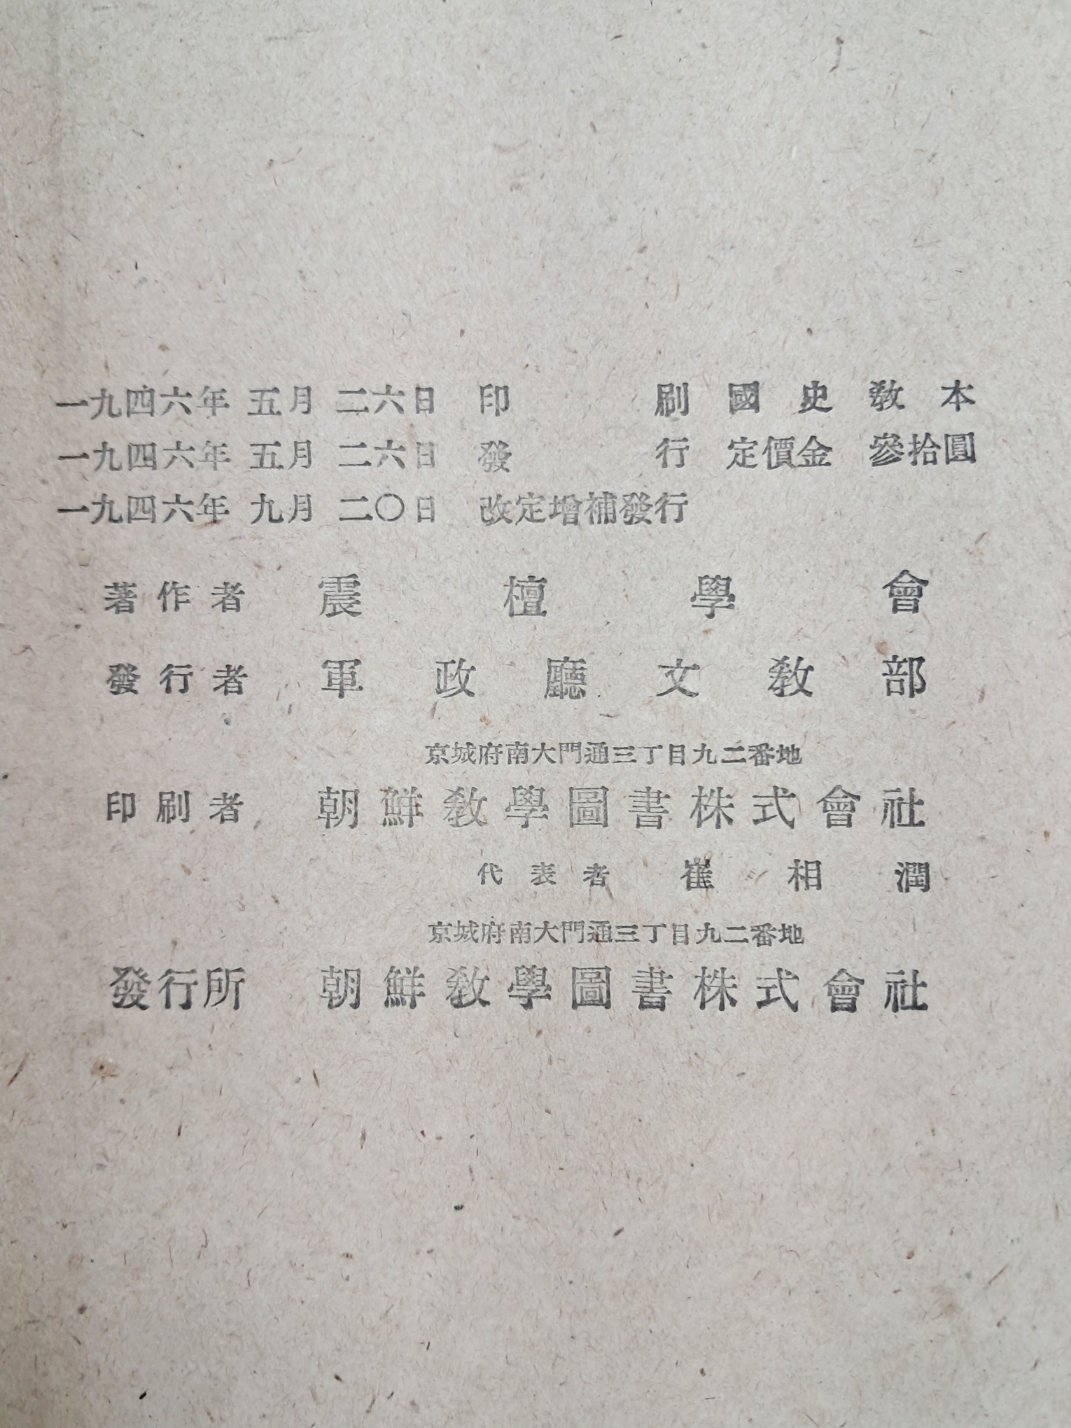 一九四六年 五月 二六日 印刷 國史敎本
一九四六年 五月 二六日 發行 定價金 參拾圓
一九四六年 九月 二〇日 改定增補發行
著作者 震檀學會
發行者 軍政廳文敎部
京城府南大門通三丁目九二番地
印刷者 朝鮮敎學圖書株式會社
代表者 崔相潤
京城府南大門通三丁目九二番地
發行所 朝鮮敎學圖書株式會社